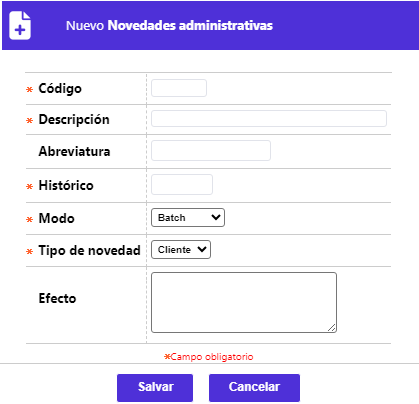 Nuevo Novedades administrativas
* Código
* Descripción
Abreviatura
* Histórico
* Modo Batch
* Tipo de novedad Cliente
Efecto
*Campo obligatorio
Salvar Cancelar